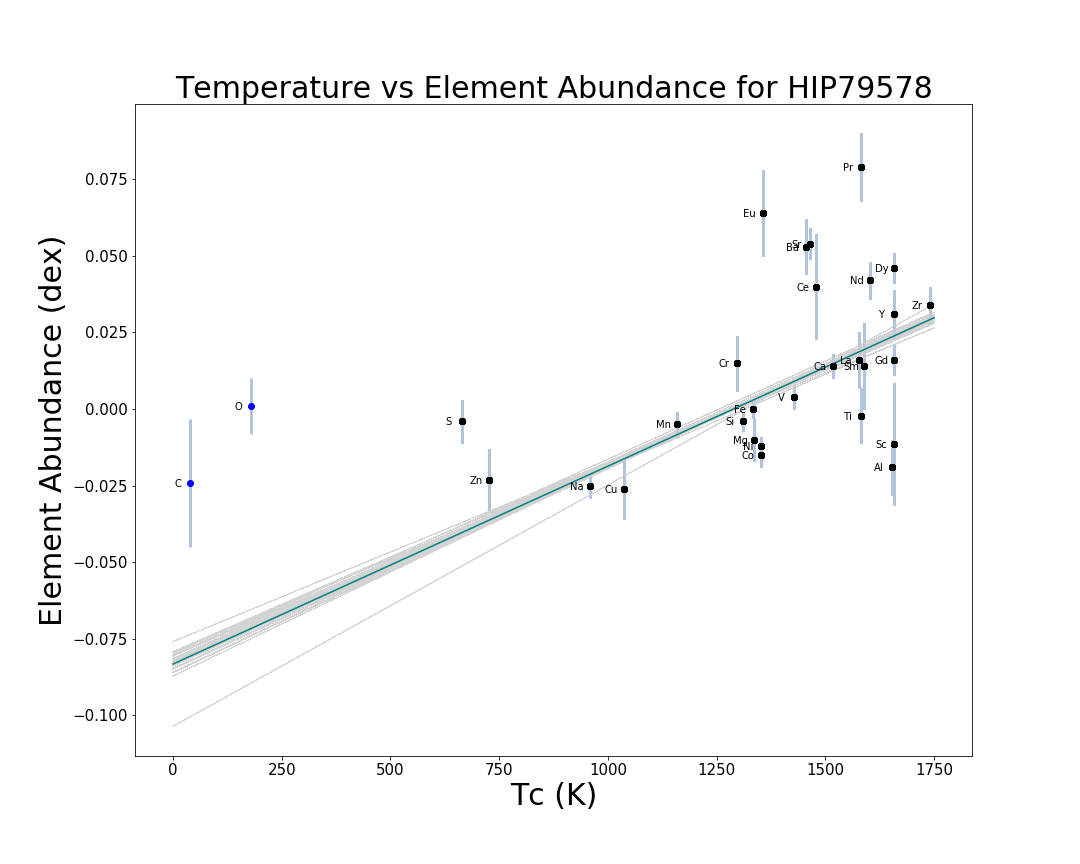 Temperature vs Element Abundance for HIP79578
Element Abundance (dex)
0.075
0.050
0.025
0.000
−0.025
−0.050
−0.075
−0.100
Pr
Eu
Sr
Ba
Dy
Nd
Ce
Zr
Y
Cr
La
Gd
Ca
Sm
V
O
Fe
Ti
S
Si
Mn
Mg
Ni
Sc
Co
Al
Zn
C
Na
Cu
0
250
500
750
1000
1250
1500
1750
Tc (K)